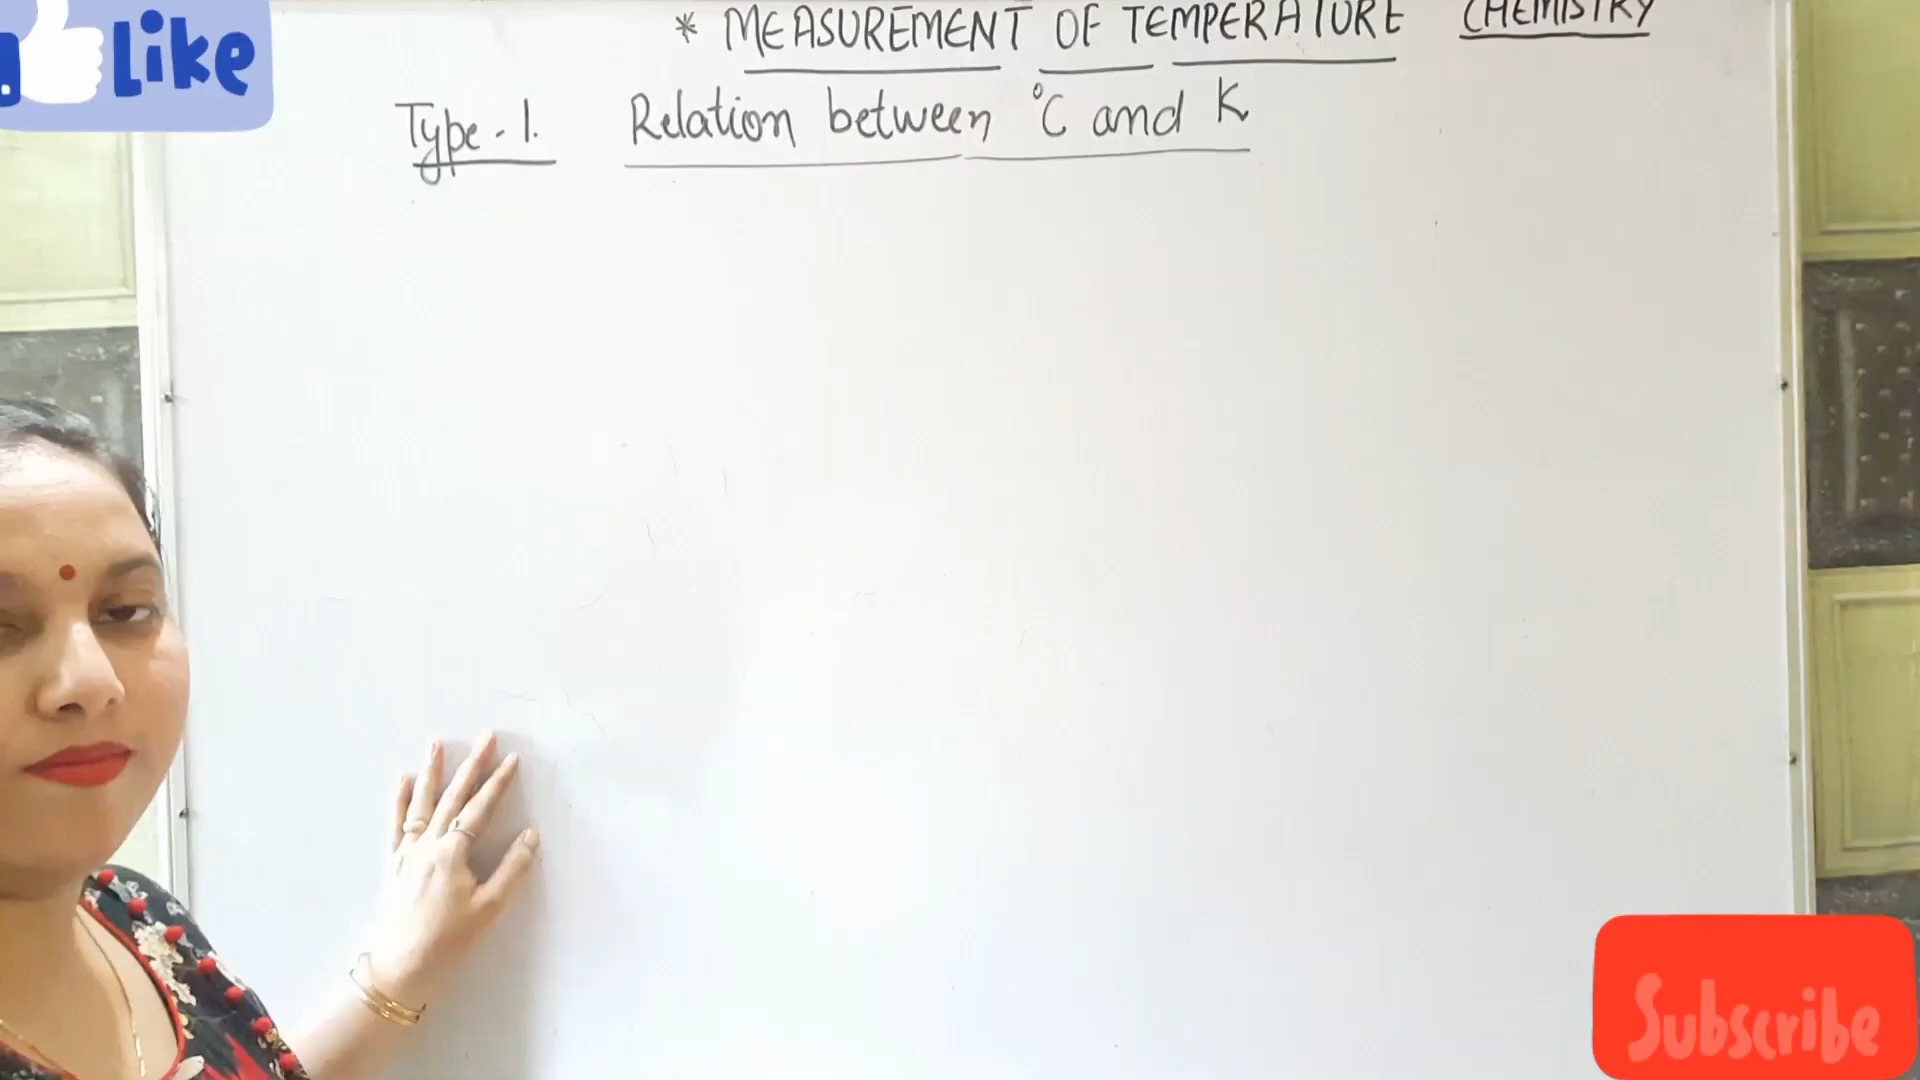 Like
* MEASUREMENT OF TEMPERATURE CHEMISTRY
Type - 1. Relation between °C and K
Subscribe